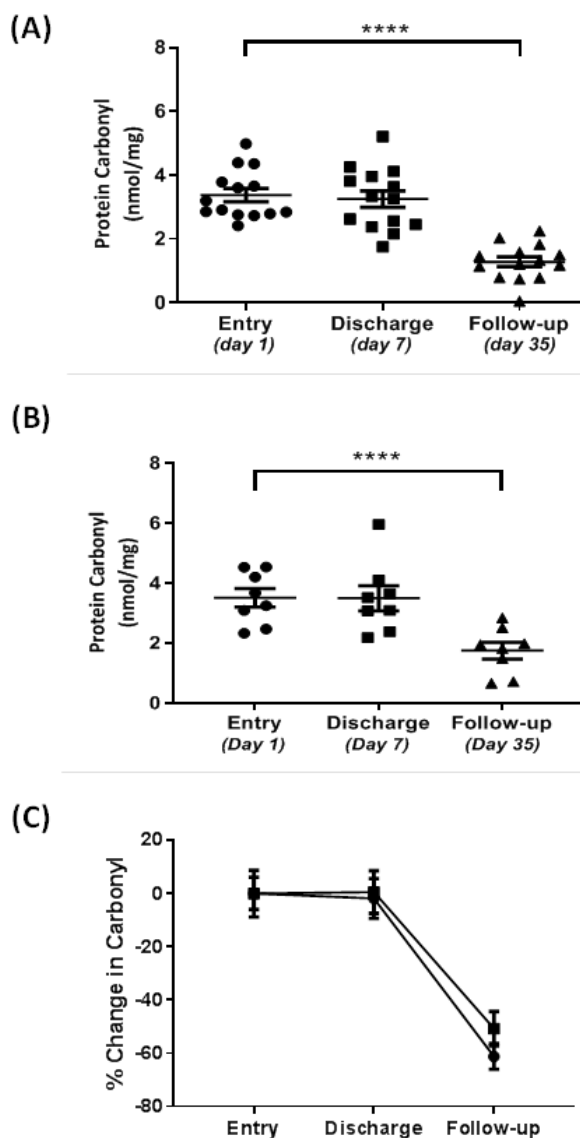 (A)
****
8
6
4
2
0
Protein Carbonyl
(nmol/mg)
Entry Discharge Follow-up
(day 1) (day 7) (day 35)
(B)
****
8
6
4
2
0
Protein Carbonyl
(nmol/mg)
Entry Discharge Follow-up
(Day 1) (Day 7) (Day 35)
(C)
20
0
-20
-40
-60
-80
% Change in Carbonyl
Entry Discharge Follow-up